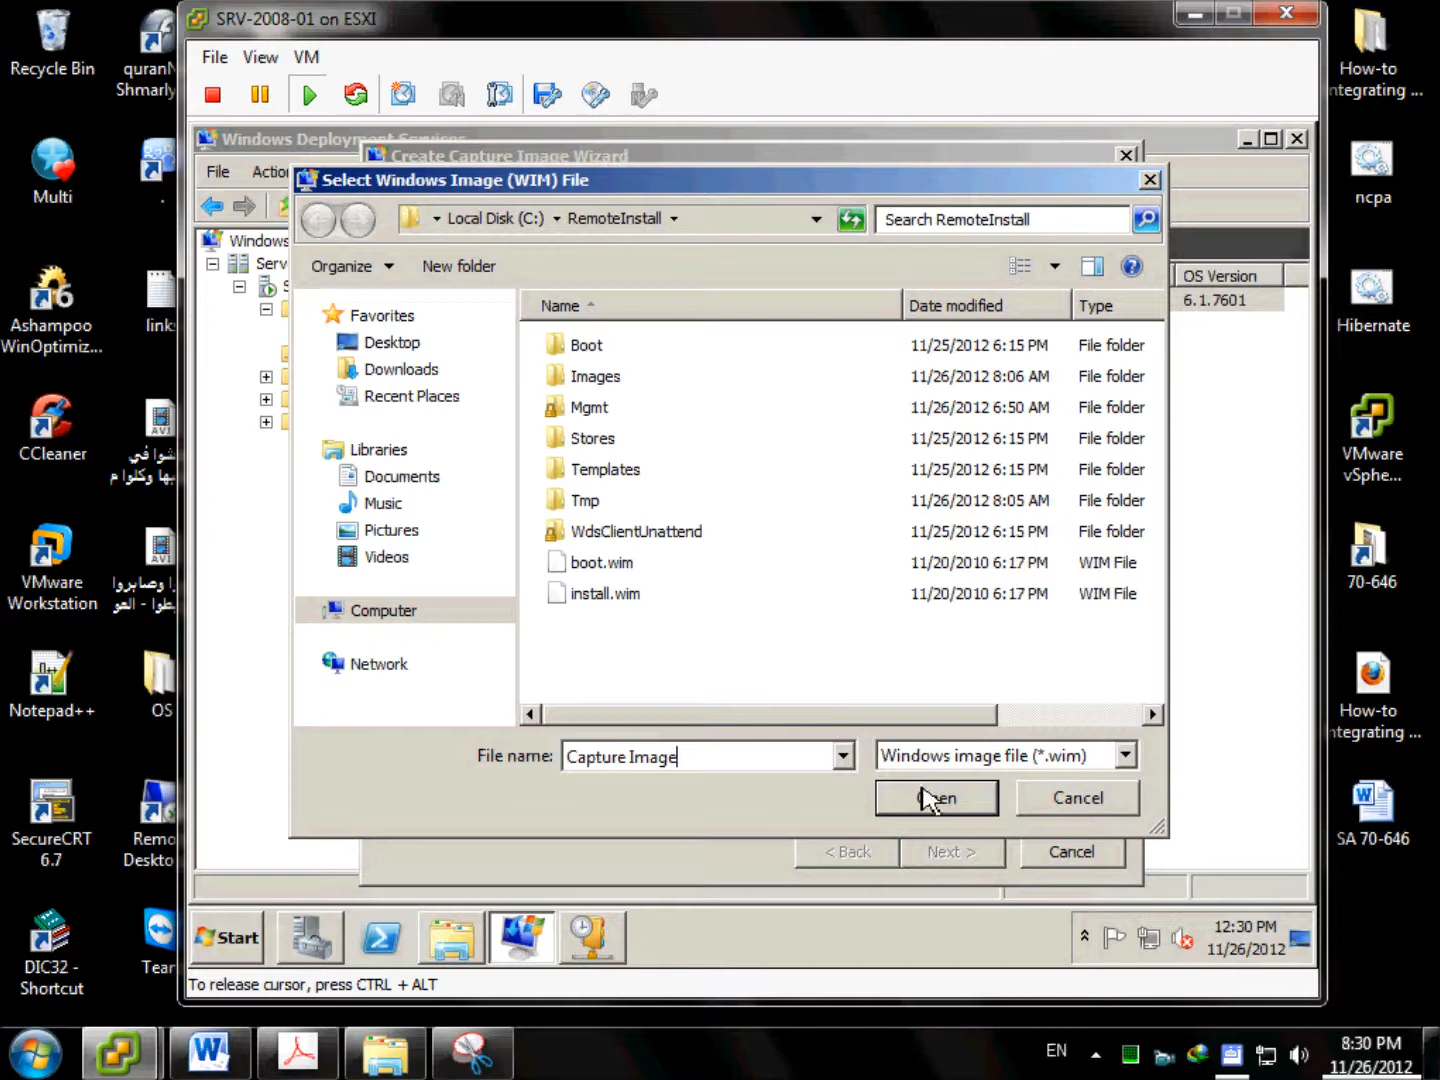 SRV-2008-01 on ESXI
File View VM
Windows Deployment Services
Create Capture Image Wizard
File
Select Windows Image (WIM) File
Local Disk (C:) RemoteInstall
Search RemoteInstall
Organize
New folder
Favorites
Desktop
Downloads
Recent Places
Libraries
Documents
Music
Pictures
Videos
Computer
Network
Name Date modified Type
Boot 11/25/2012 6:15 PM File folder
Images 11/26/2012 8:06 AM File folder
Mgmt 11/26/2012 6:50 AM File folder
Stores 11/25/2012 6:15 PM File folder
Templates 11/25/2012 6:15 PM File folder
Tmp 11/26/2012 8:05 AM File folder
WdsClientUnattend 11/25/2012 6:15 PM File folder
boot.wim 11/20/2010 6:17 PM WIM File
install.wim 11/20/2010 6:17 PM WIM File
OS Version
6.1.7601
File name: Capture Image
Windows image file (*.wim)
Cancel
< Back Next > Cancel
Start
12:30 PM
11/26/2012
To release cursor, press CTRL + ALT
Recycle Bin
Multi
Ashampoo
WinOptimiz...
CCleaner
VMware
Workstation
Notepad++
SecureCRT
6.7
DIC32 -
Shortcut
Shmarly
OS
How-to
ntegrating ...
ncpa
Hibernate
VMware
vSphe...
70-646
How-to
ntegrating ...
SA 70-646
EN
8:30 PM
11/26/2012